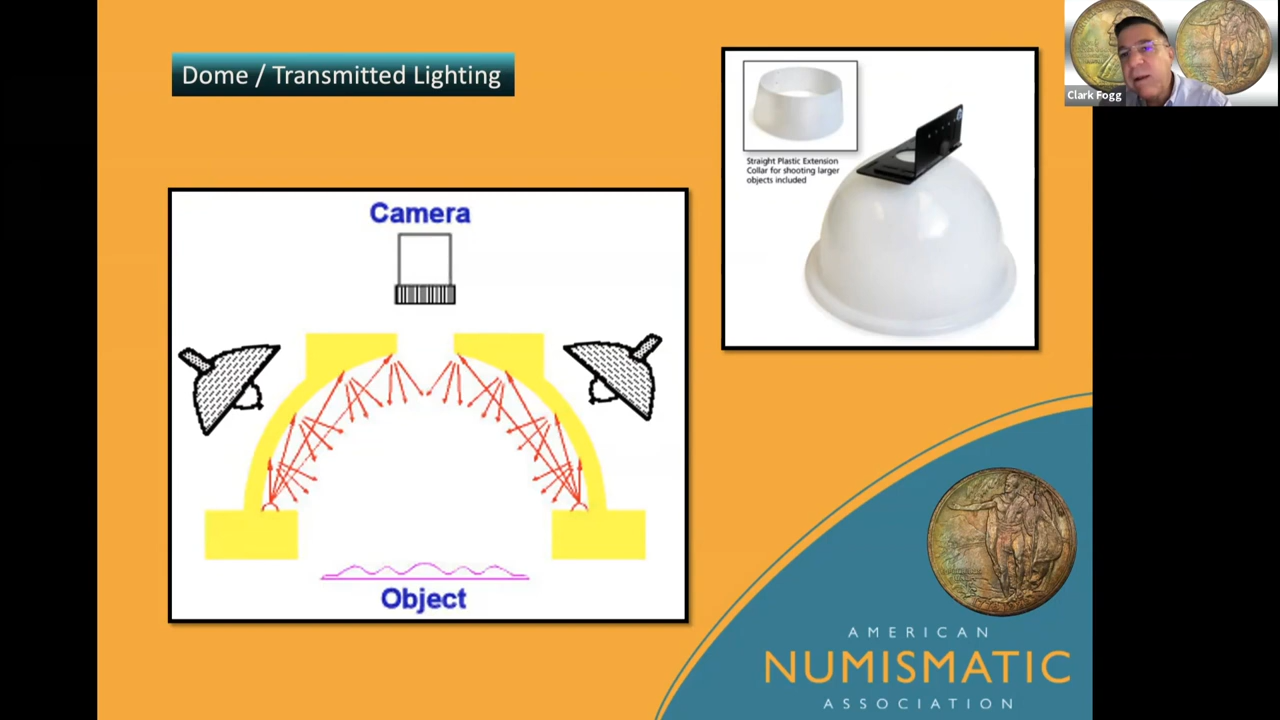 Dome / Transmitted Lighting
Clark Fogg
Straight Plastic Extension
Collar for shooting larger
objects included
Camera
Object
AMERICAN
NUMISMATIC
ASSOCIATION